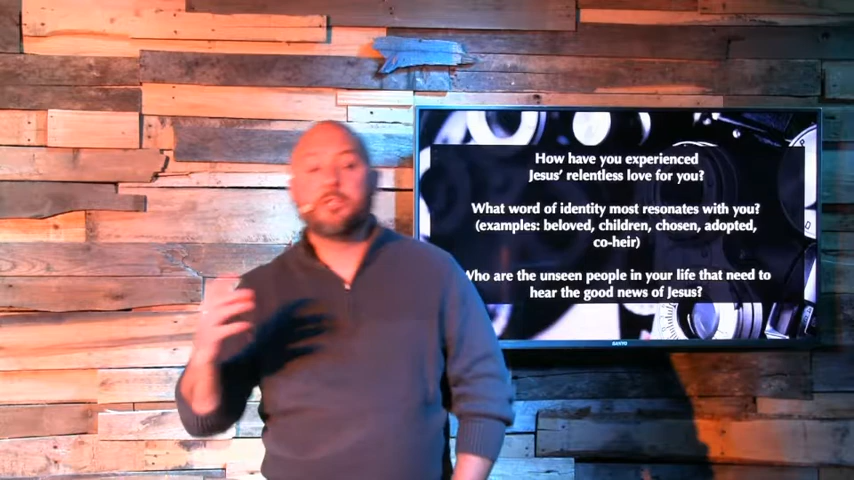 How have you experienced
Jesus' relentless love for you?
What word of identity most resonates with you?
(examples: beloved, children, chosen, adopted,
co-heir)
Who are the unseen people in your life that need to
hear the good news of Jesus?
SANYO